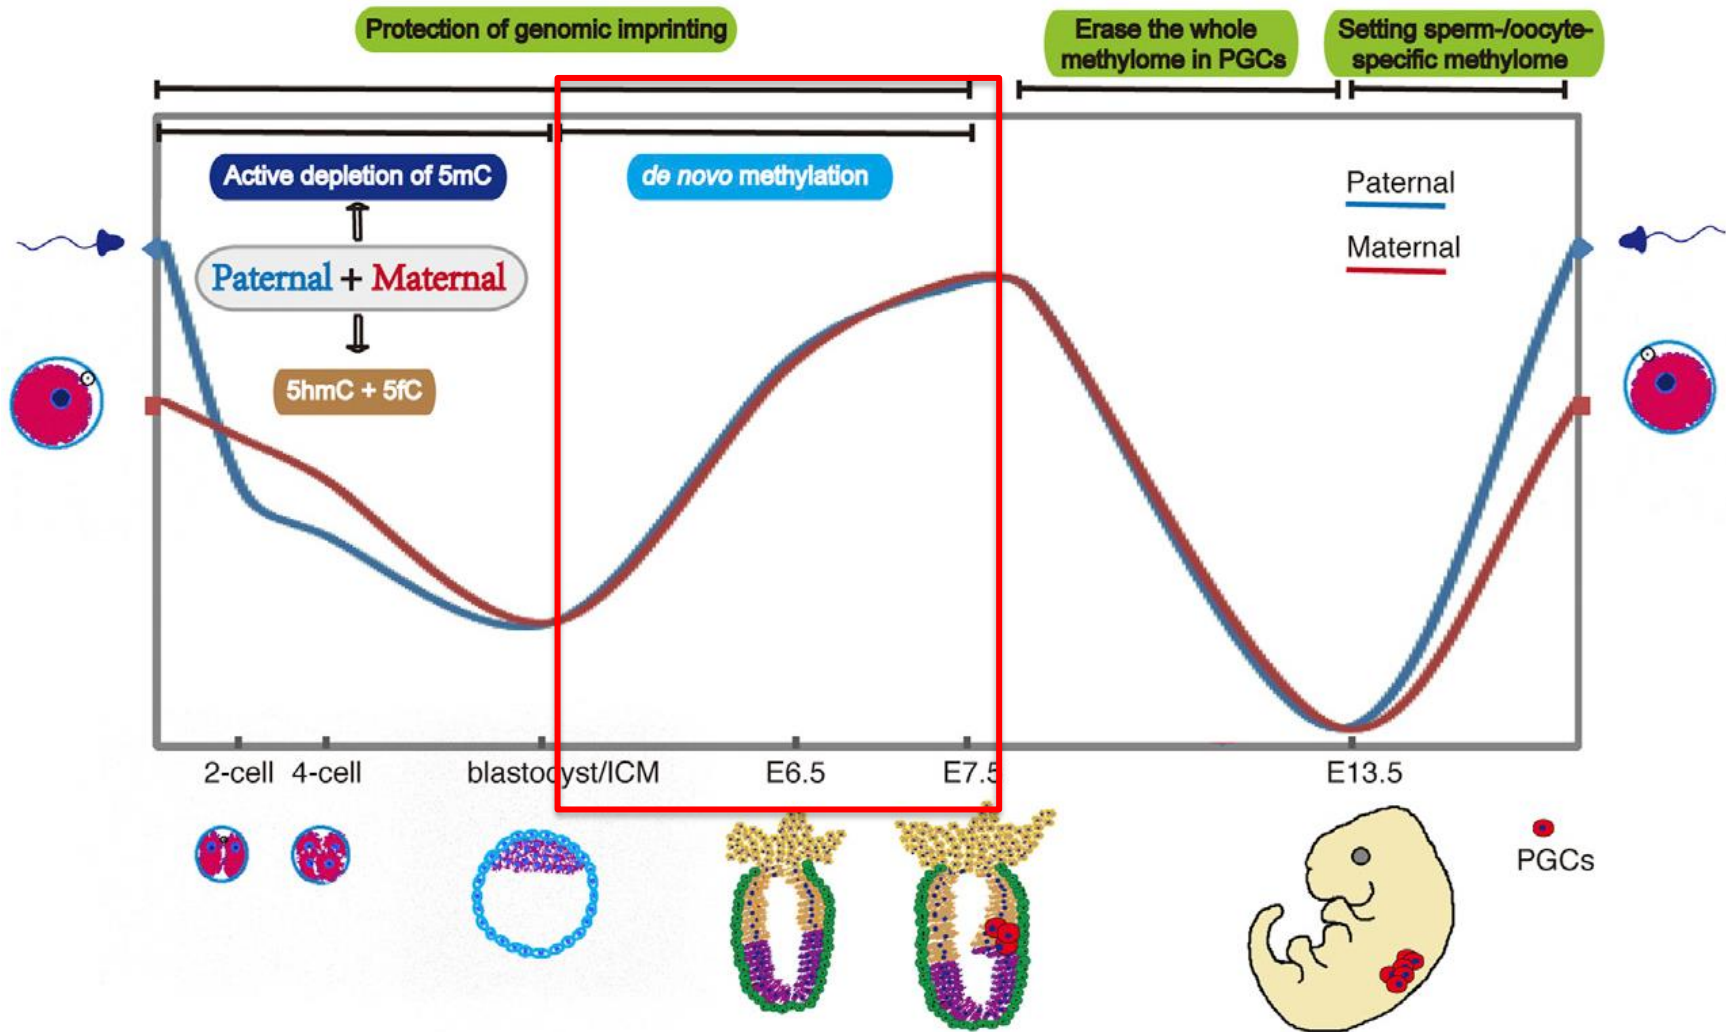 Protection of genomic imprinting
Erase the whole
methylome in PGCs
Setting sperm-/oocyte-
specific methylome
Active depletion of 5mC
de novo methylation
Paternal + Maternal
5hmC + 5fC
Paternal
Maternal
2-cell 4-cell blastocyst/ICM E6.5 E7.5 E13.5
PGCs